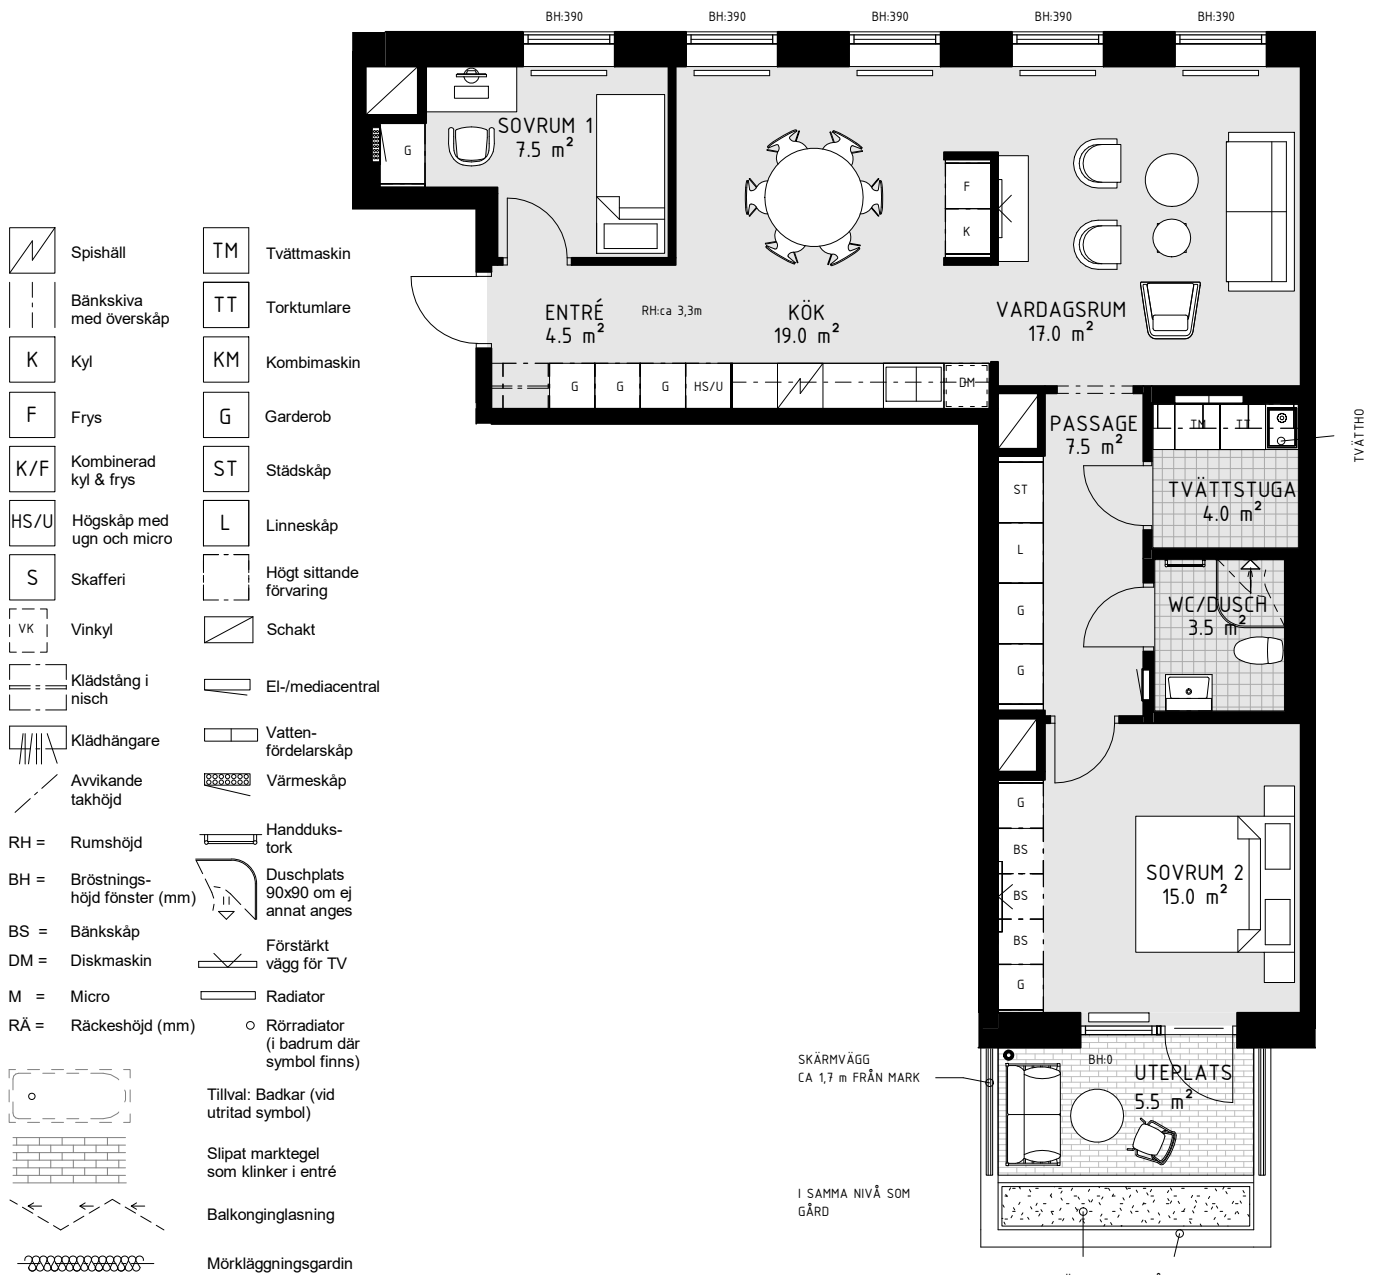 BH:390
BH:390
BH:390
BH:390
BH:390
SOVRUM 1
7.5 m²
G
F
K
ENTRÉ
4.5 m²
RH:ca 3,3m
KÖK
19.0 m²
VARDAGSRUM
17.0 m²
G
G
G
HS/U
DM
PASSAGE
7.5 m²
TM
TT
TVÄTTHO
TVÄTTSTUGA
4.0 m²
ST
L
G
G
WC/DUSCH
3.5 m²
G
BS
BS
BS
G
SOVRUM 2
15.0 m²
BH:0
UTEPLATS
5.5 m²
SKÄRMVÄGG
CA 1,7 m FRÅN MARK
I SAMMA NIVÅ SOM
GÅRD
Spishäll
Bänkskiva
med överskåp
K
Kyl
F
Frys
K/F
Kombinerad
kyl & frys
HS/U
Högskåp med
ugn och micro
S
Skafferi
VK
Vinkyl
Klädstång i
nisch
Klädhängare
Avvikande
takhöjd
RH =
Rumshöjd
BH =
Bröstnings-
höjd fönster (mm)
BS =
Bänkskåp
DM =
Diskmaskin
M =
Micro
RÄ =
Räckeshöjd (mm)
TM
Tvättmaskin
TT
Torktumlare
KM
Kombimaskin
G
Garderob
ST
Städskåp
L
Linneskåp
Högt sittande
förvaring
Schakt
El-/mediacentral
Vatten-
fördelarskåp
Värmeskåp
Handduks-
tork
Duschplats
90x90 om ej
annat anges
Förstärkt
vägg för TV
Radiator
Rörradiator
(i badrum där
symbol finns)
Tillval: Badkar (vid
utritad symbol)
Slipat marktegel
som klinker i entré
Balkonginglasning
Mörkläggningsgardin